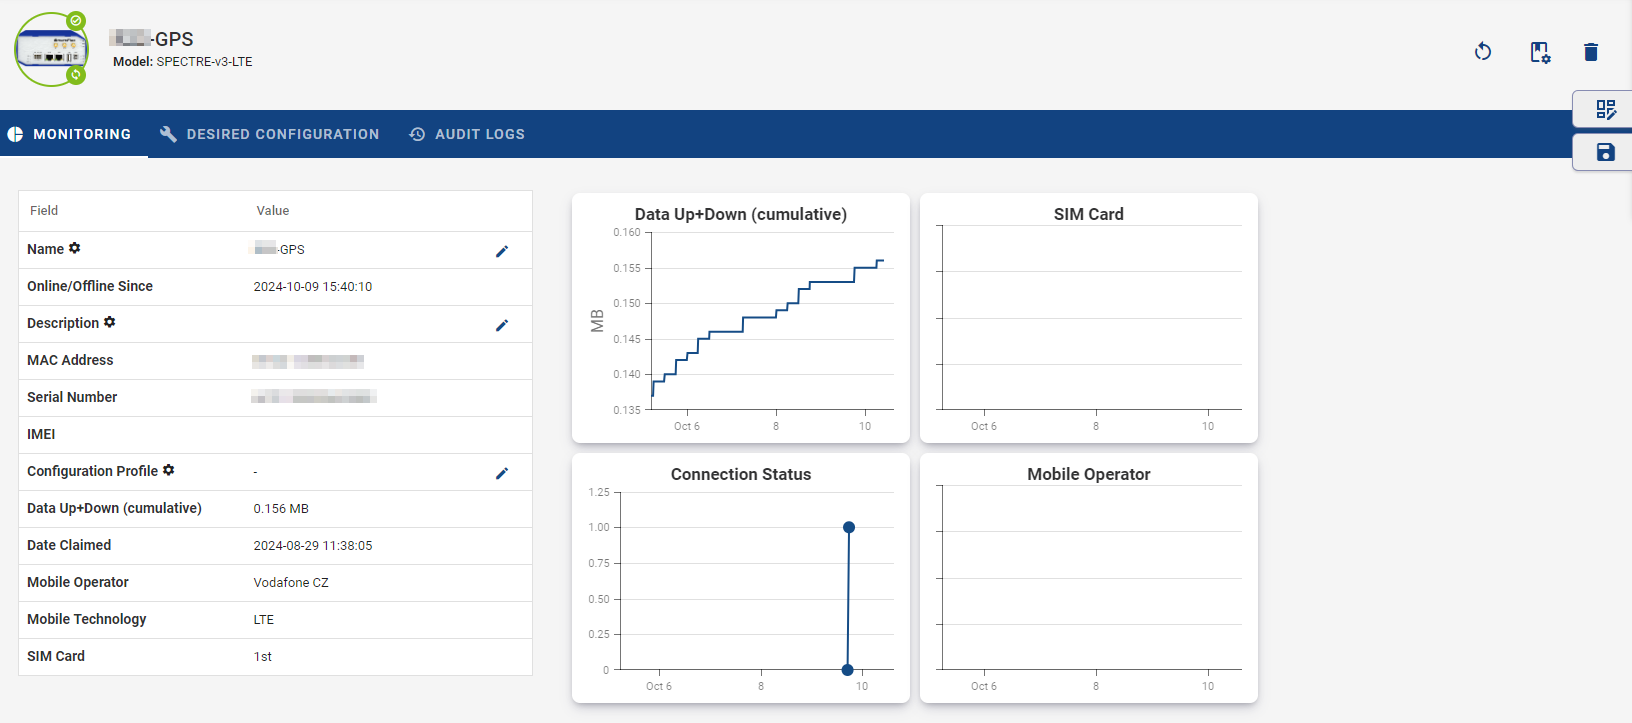 -GPS
Model: SPECTRE-v3-LTE
MONITORING DESIRED CONFIGURATION AUDIT LOGS
Field Value
Name -GPS
Online/Offline Since 2024-10-09 15:40:10
Description
MAC Address
Serial Number
IMEI
Configuration Profile -
Data Up+Down (cumulative) 0.156 MB
Date Claimed 2024-08-29 11:38:05
Mobile Operator Vodafone CZ
Mobile Technology LTE
SIM Card 1st
Data Up+Down (cumulative)
0.160
0.155
0.150
0.145
0.140
0.135
MB
Oct 6 8 10
SIM Card
Oct 6 8 10
Connection Status
1.25
1.00
0.75
0.50
0.25
0
Oct 6 8 10
Mobile Operator
Oct 6 8 10